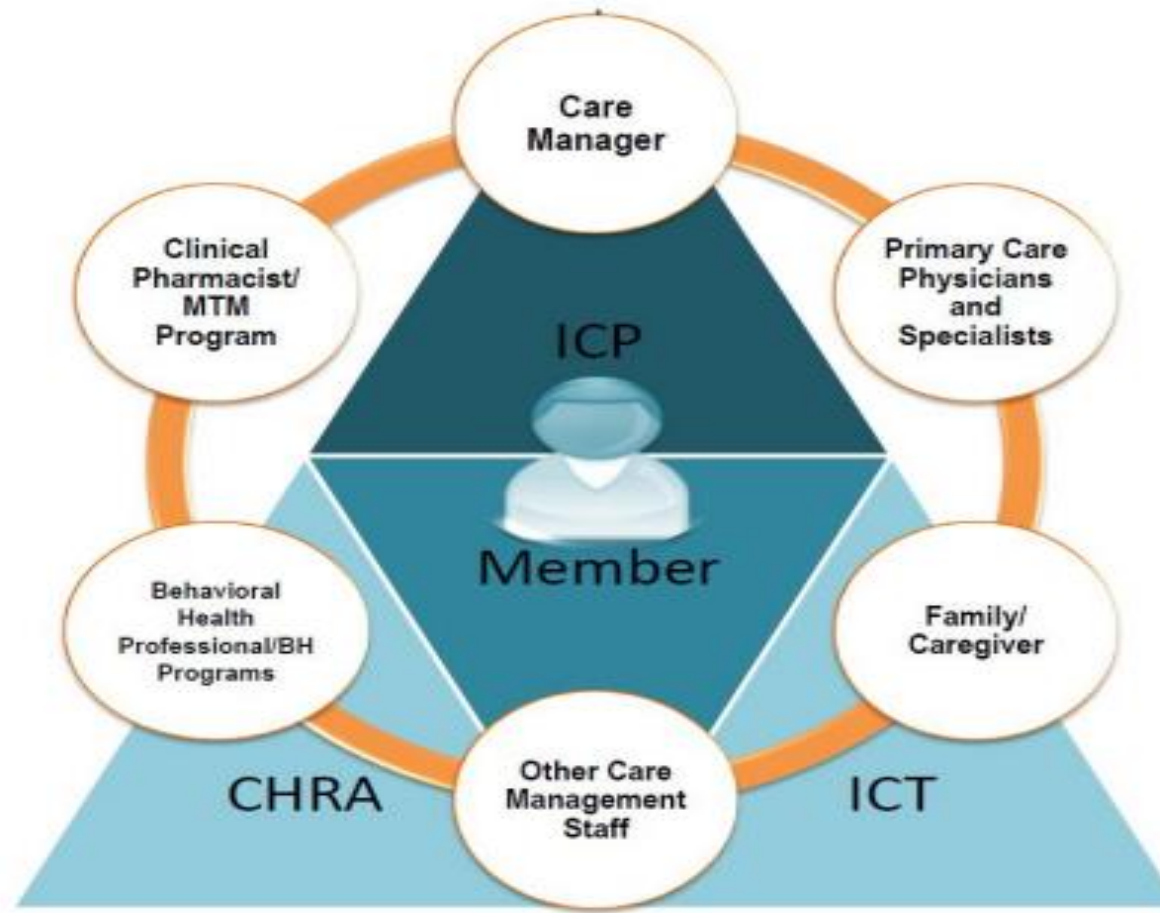 Care
Manager
Clinical
Pharmacist/
MTM
Program
Primary Care
Physicians
and
Specialists
ICP
Member
Behavioral
Health
Professional/BH
Programs
Family/
Caregiver
CHRA
Other Care
Management
Staff
ICT